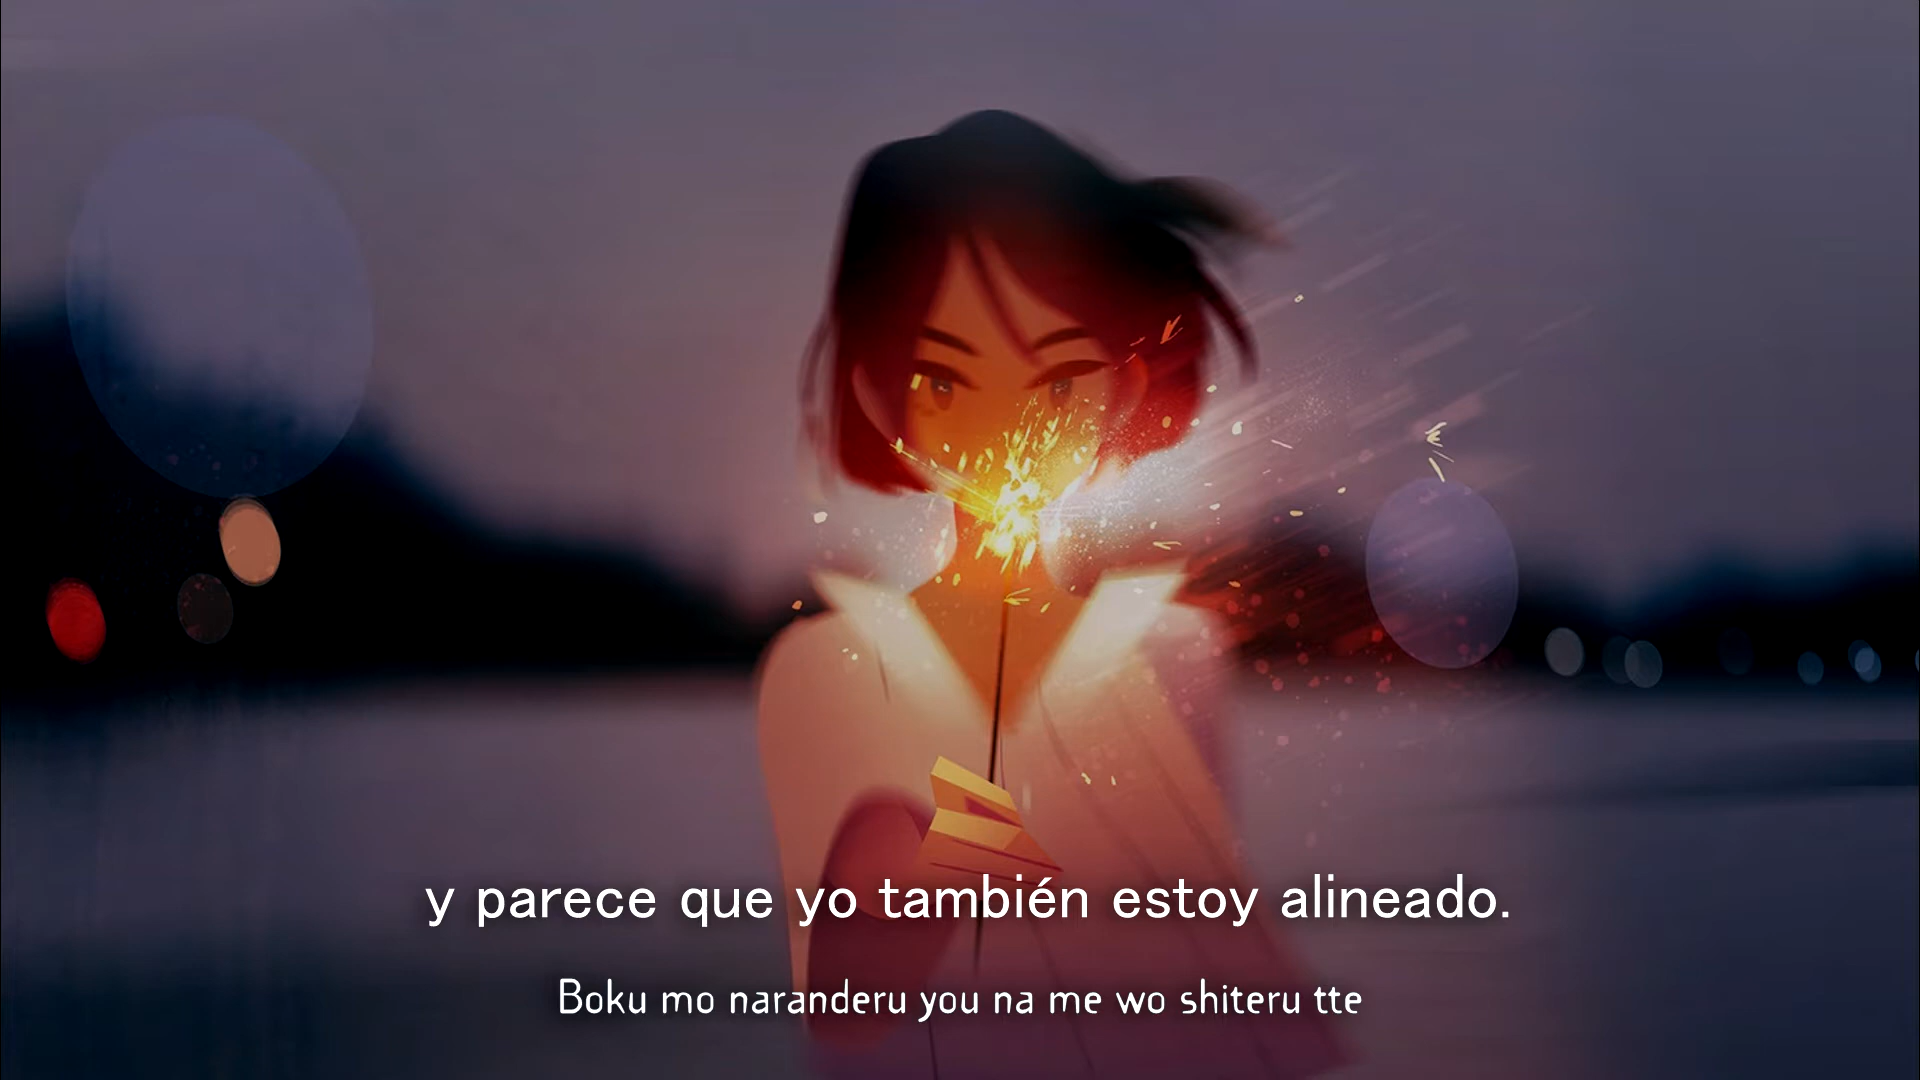 y parece que yo también estoy alineado.
Boku mo naranderu you na me wo shiteru tte